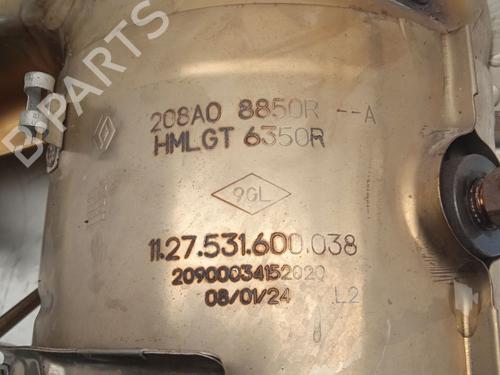 B-PARTS
208A0 8850R --A
HMLGT 6350R
9GL
11.27.531.600.038
20900034152020
08/01/24 L2